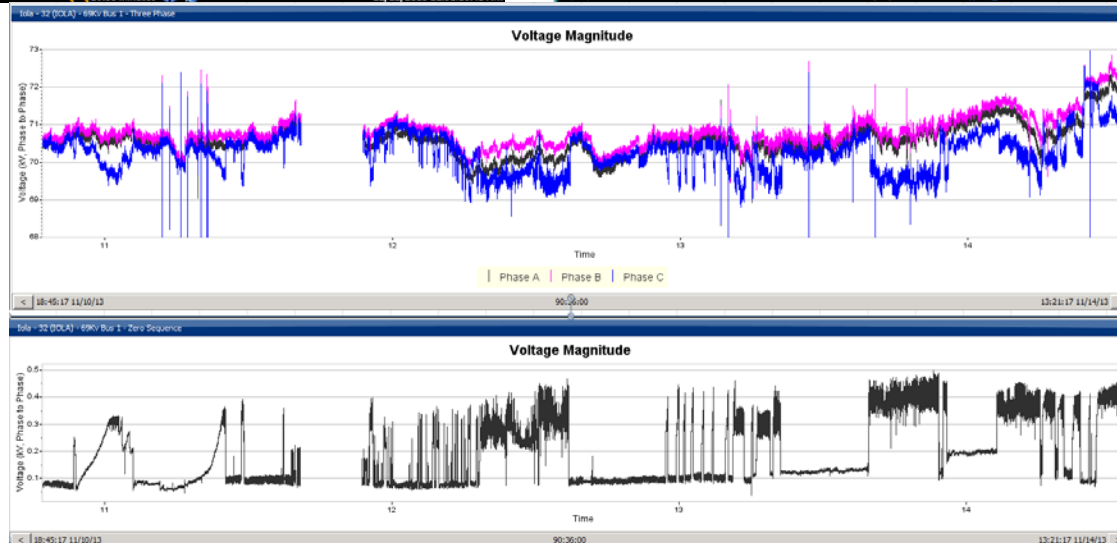 Iola - 32 (IOLA) - 69Kv Bus 1 - Three Phase
Voltage Magnitude
Voltage (kV, Phase to Phase)
73
72
71
70
69
68
11
12
13
14
Time
Phase A
Phase B
Phase C
< 18:45:17 11/10/13
90:36:00
13:21:17 11/14/13
Iola - 32 (IOLA) - 69Kv Bus 1 - Zero Sequence
Voltage Magnitude
Voltage (kV, Phase to Phase)
0.5
0.4
0.3
0.2
0.1
11
12
13
14
Time
< 18:45:17 11/10/13
90:36:00
13:21:17 11/14/13